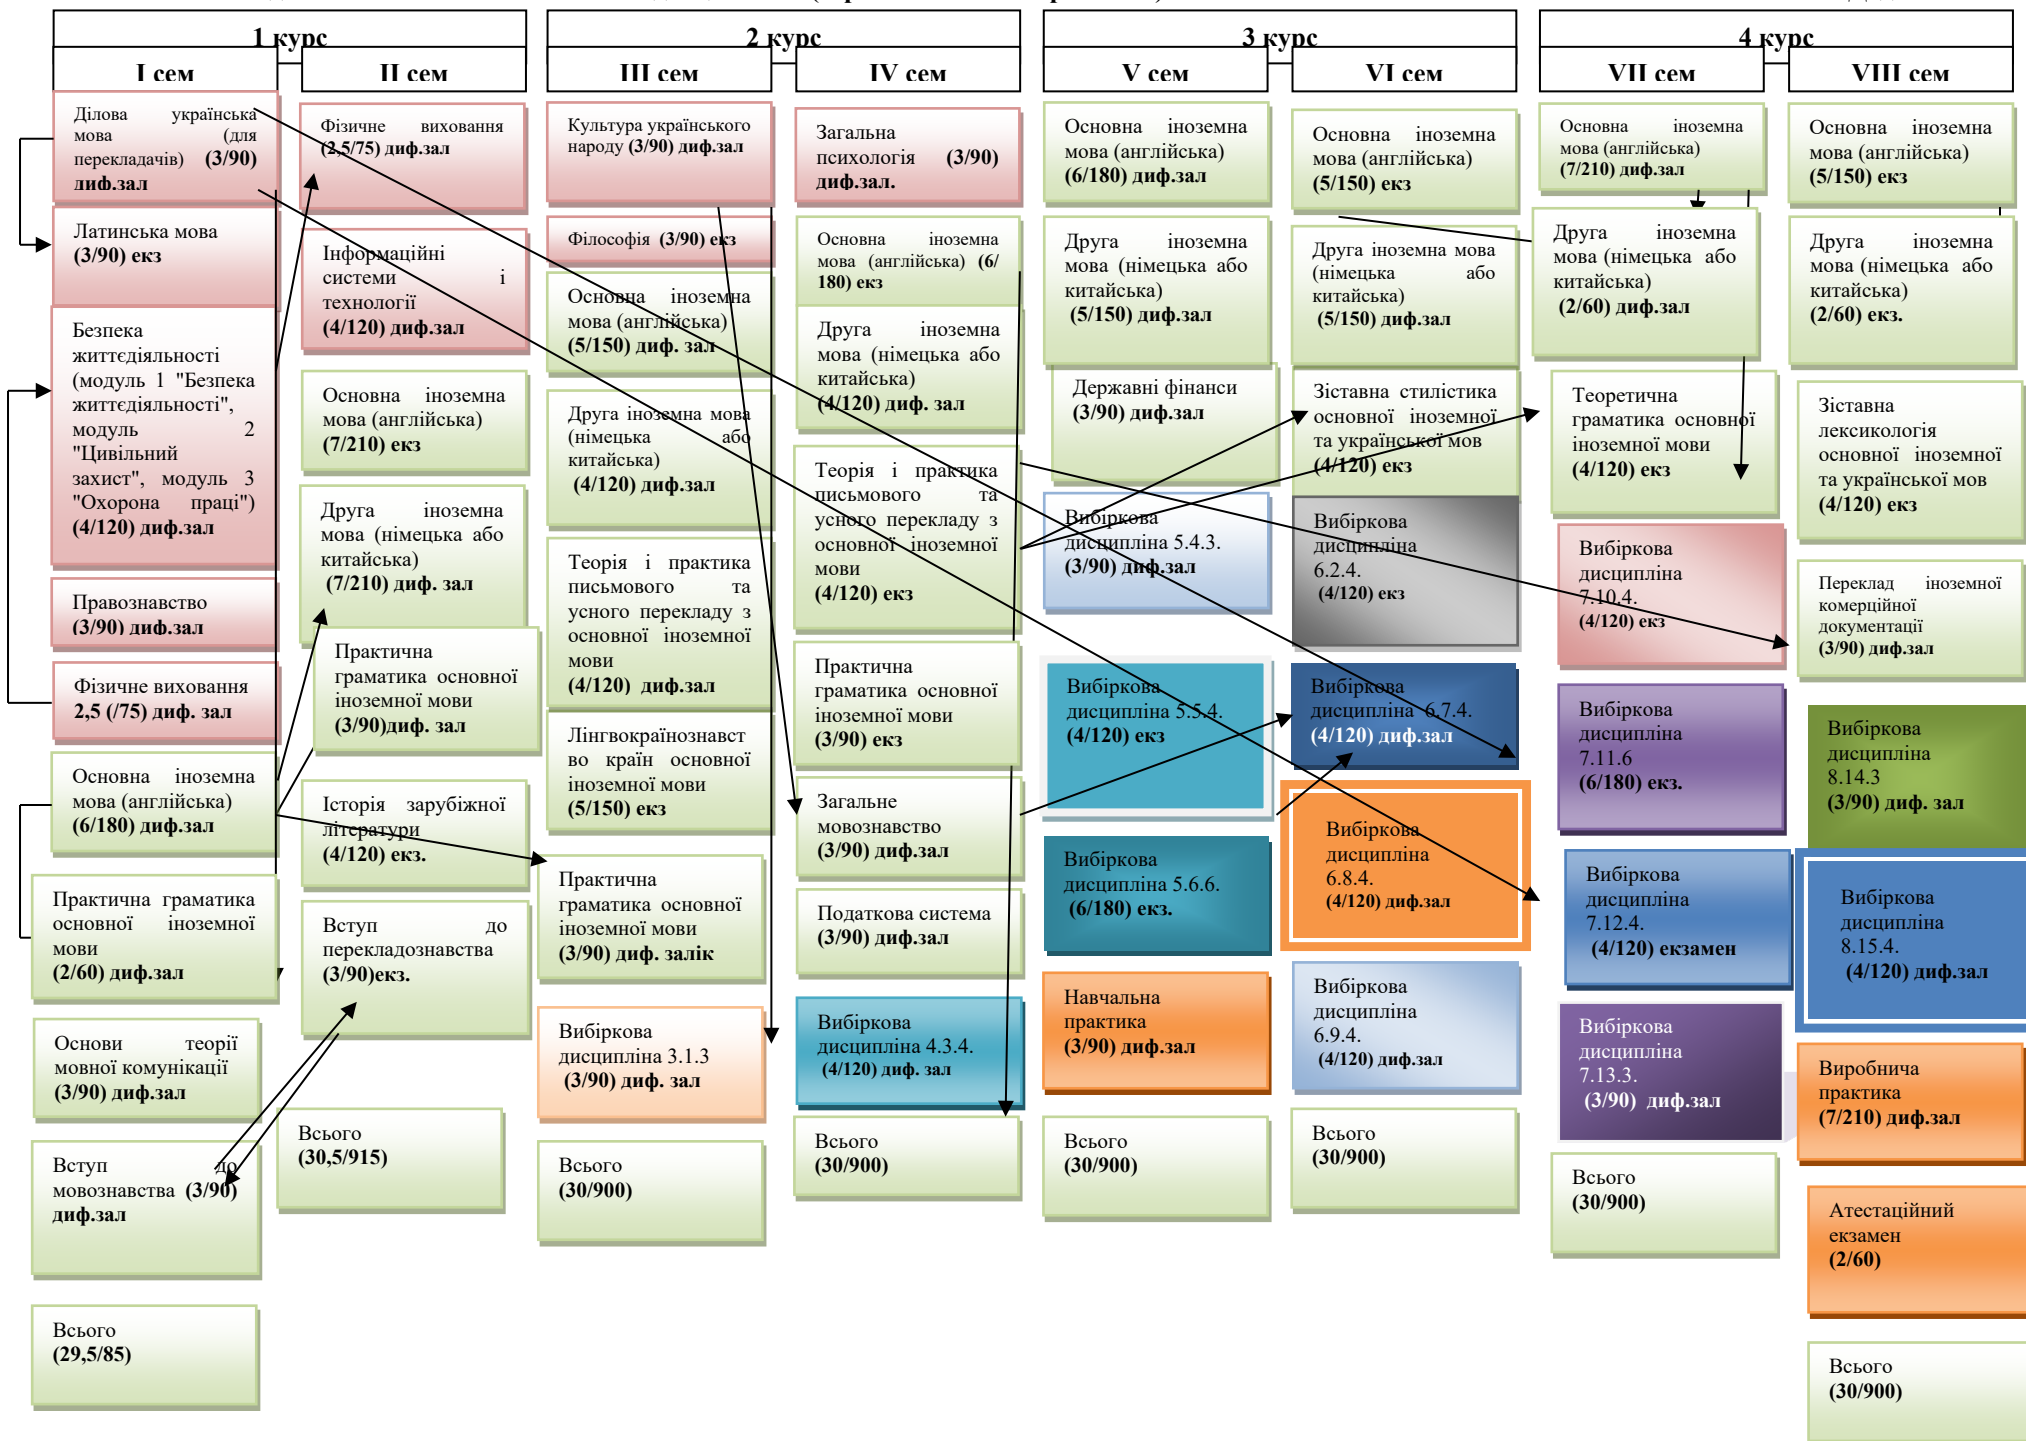 1 курс
2 курс
3 курс
4 курс
I сем
II сем
III сем
IV сем
V сем
VI сем
VII сем
VIII сем
Ділова українська
мова (для
перекладачів) (3/90)
диф.зал
Латинська мова
(3/90) екз
Безпека
життєдіяльності
(модуль 1 "Безпека
життєдіяльності",
модуль 2
"Цивільний
захист", модуль 3
"Охорона праці")
(4/120) диф.зал
Правознавство
(3/90) диф.зал
Фізичне виховання
2,5 (/75) диф. зал
Основна іноземна
мова (англійська)
(6/180) диф.зал
Практична граматика
основної іноземної
мови
(2/60) диф.зал
Основи теорії
мовної комунікації
(3/90) диф.зал
Вступ до
мовознавства (3/90)
диф.зал
Всього
(29,5/85)
Фізичне виховання
(2,5/75) диф.зал
Інформаційні
системи і
технології
(4/120) диф.зал
Основна іноземна
мова (англійська)
(7/210) екз
Друга іноземна
мова (німецька або
китайська)
(7/210) диф. зал
Практична
граматика основної
іноземної мови
(3/90)диф. зал
Історія зарубіжної
літератури
(4/120) екз.
Вступ до
перекладознавства
(3/90)екз.
Всього
(30,5/915)
Культура українського
народу (3/90) диф.зал
Філософія (3/90) екз
Основна іноземна
мова (англійська)
(5/150) диф. зал
Друга іноземна мова
(німецька або
китайська)
(4/120) диф.зал
Теорія і практика
письмового та
усного перекладу з
основної іноземної
мови
(4/120) диф.зал
Лінгвокраїнознавст
во країн основної
іноземної мови
(5/150) екз
Практична
граматика основної
іноземної мови
(3/90) диф. залік
Вибіркова
дисципліна 3.1.3
(3/90) диф. зал
Всього
(30/900)
Загальна
психологія (3/90)
диф.зал.
Основна іноземна
мова (англійська) (6/
180) екз
Друга іноземна
мова (німецька або
китайська)
(4/120) диф. зал
Теорія і практика
письмового та
усного перекладу з
основної іноземної
мови
(4/120) екз
Практична
граматика основної
іноземної мови
(3/90) екз
Загальне
мовознавство
(3/90) диф.зал
Податкова система
(3/90) диф.зал
Вибіркова
дисципліна 4.3.4.
(4/120) диф. зал
Всього
(30/900)
Основна іноземна
мова (англійська)
(6/180) диф.зал
Друга іноземна
мова (німецька або
китайська)
(5/150) диф.зал
Державні фінанси
(3/90) диф.зал
Вибіркова
дисципліна 5.4.3.
(3/90) диф.зал
Вибіркова
дисципліна 5.5.4.
(4/120) екз
Вибіркова
дисципліна 5.6.6.
(6/180) екз.
Навчальна
практика
(3/90) диф.зал
Всього
(30/900)
Основна іноземна
мова (англійська)
(5/150) екз
Друга іноземна мова
(німецька або
китайська)
(5/150) диф.зал
Зіставна стилістика
основної іноземної
та української мов
(4/120) екз
Вибіркова
дисципліна
6.2.4.
(4/120) екз
Вибіркова
дисципліна 6.7.4.
(4/120) диф.зал
Вибіркова
дисципліна
6.8.4.
(4/120) диф.зал
Вибіркова
дисципліна
6.9.4.
(4/120) диф.зал
Всього
(30/900)
Основна іноземна
мова (англійська)
(7/210) диф.зал
Друга іноземна
мова (німецька або
китайська)
(2/60) диф.зал
Теоретична
граматика основної
іноземної мови
(4/120) екз
Вибіркова
дисципліна
7.10.4.
(4/120) екз
Вибіркова
дисципліна
7.11.6
(6/180) екз.
Вибіркова
дисципліна
7.12.4.
(4/120) екзамен
Вибіркова
дисципліна
7.13.3.
(3/90) диф.зал
Всього
(30/900)
Основна іноземна
мова (англійська)
(5/150) екз
Друга іноземна
мова (німецька або
китайська)
(2/60) екз.
Зіставна
лексикологія
основної іноземної
та української мов
(4/120) екз
Переклад іноземної
комерційної
документації
(3/90) диф.зал
Вибіркова
дисципліна
8.14.3
(3/90) диф. зал
Вибіркова
дисципліна
8.15.4.
(4/120) диф.зал
Виробнича
практика
(7/210) диф.зал
Атестаційний
екзамен
(2/60)
Всього
(30/900)